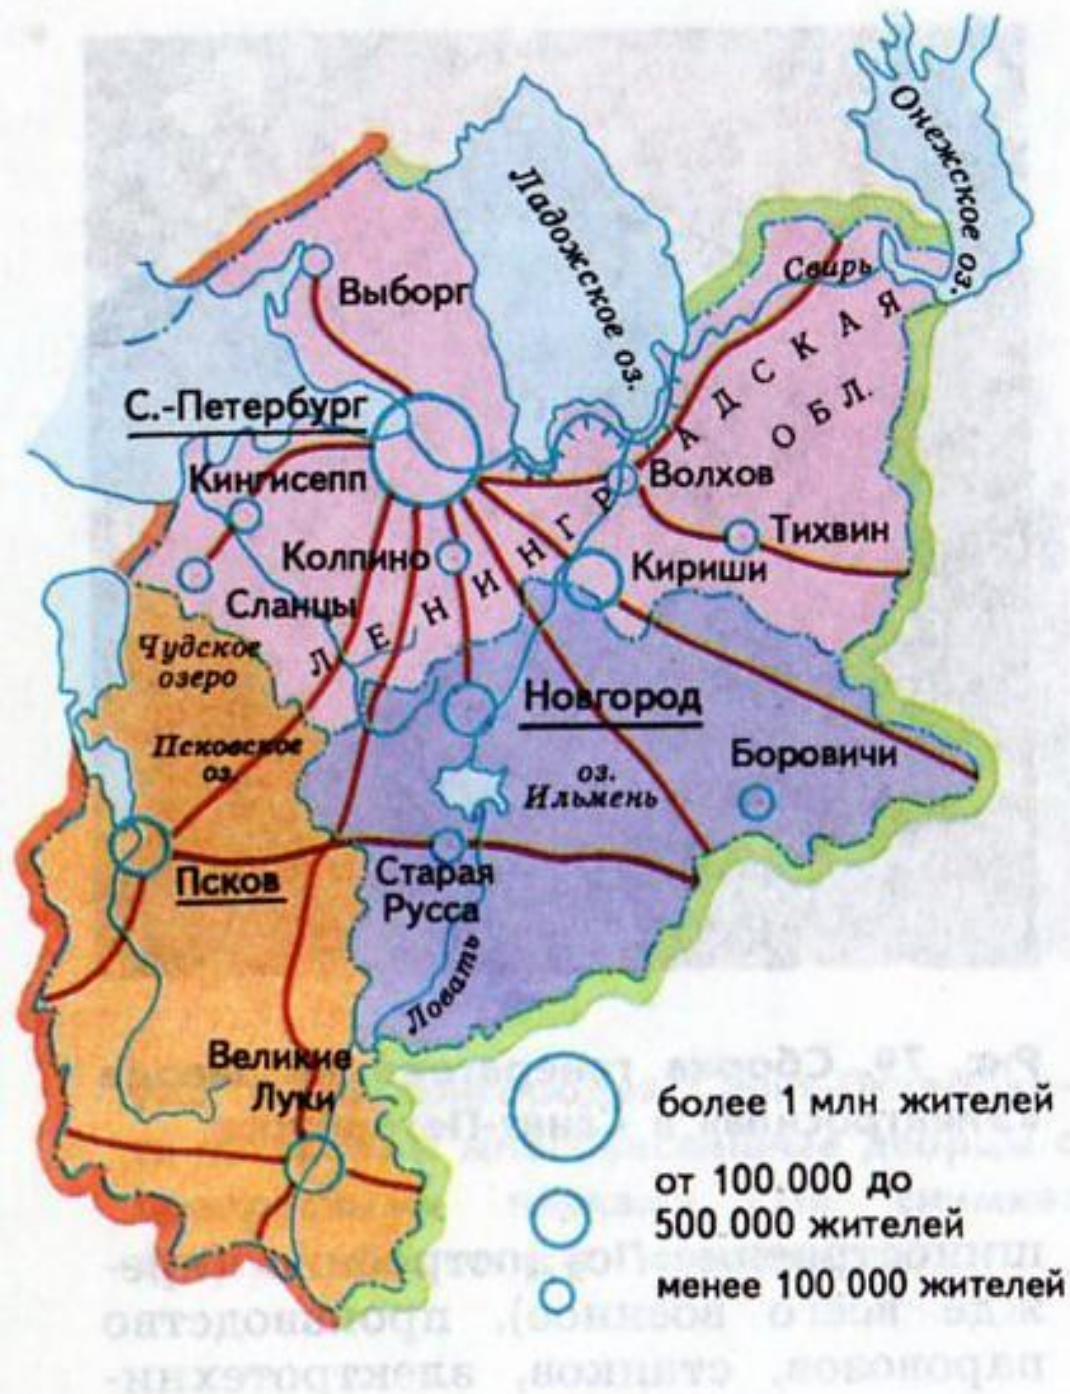 Онежское оз.
Ладожское оз.
Свирь
Выборг
ЛЕНИНГРАДСКАЯ
ОБЛ.
С.-Петербург
Кингисепп
Волхов
Тихвин
Колпино
Кириши
Сланцы
Чудское
озеро
Новгород
Псковское
оз.
Боровичи
оз.
Ильмень
Псков
Старая
Русса
Ловать
Великие
Луки
более 1 млн. жителей
от 100 000 до
500 000 жителей
менее 100 000 жителей